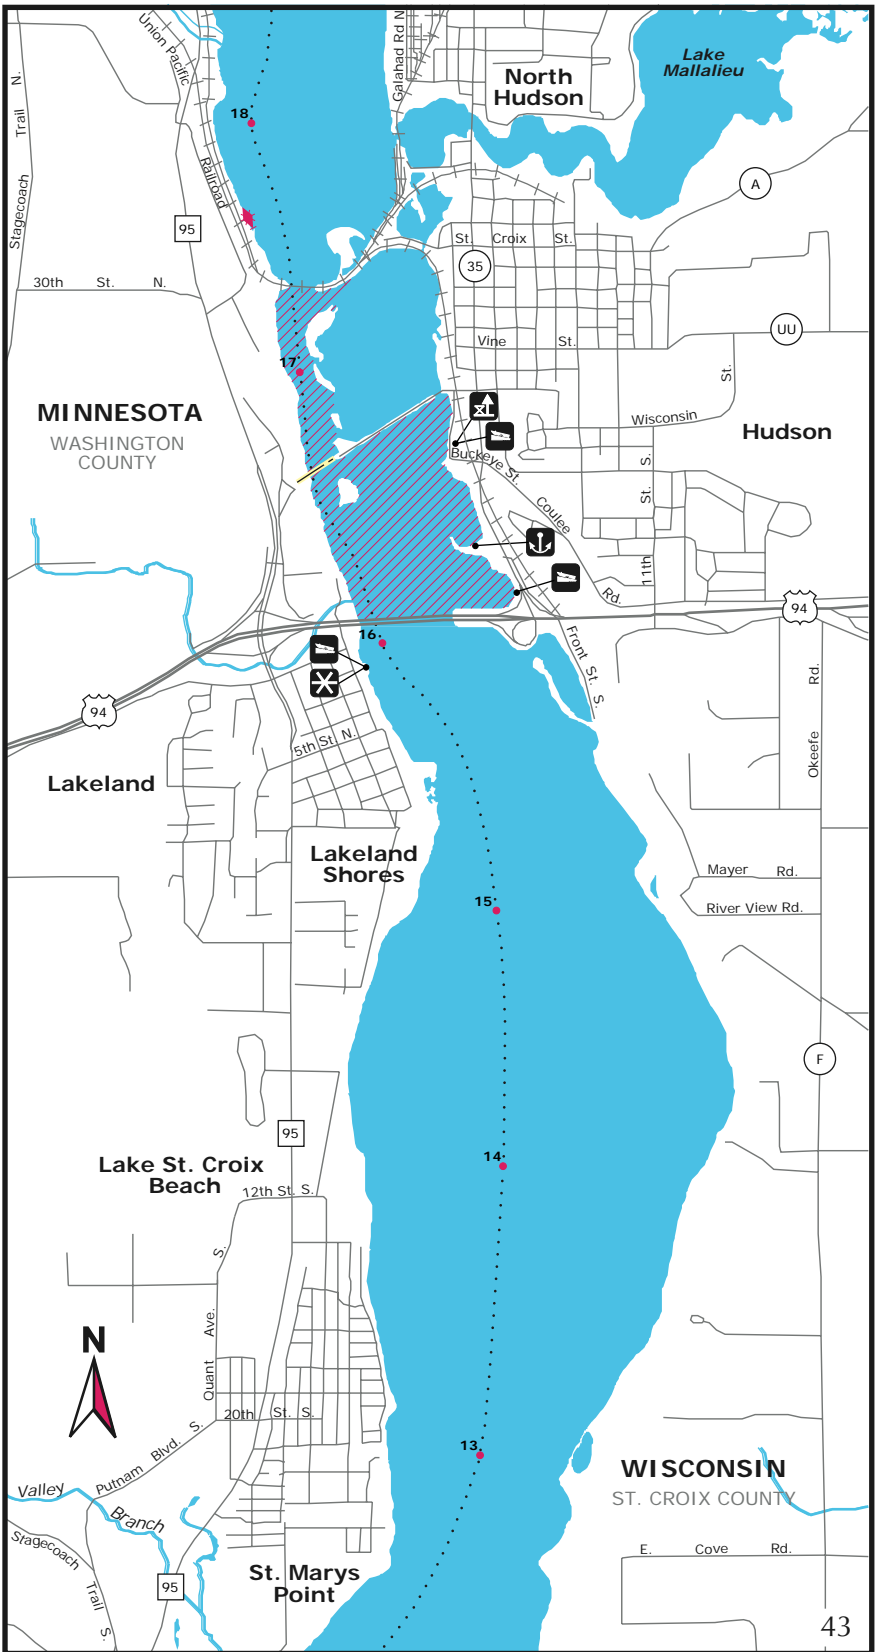 Union Pacific
Railroad
Galahad Rd N
Lake
Mallalieu
North
Hudson
18
Stagecoach Trail N.
95
A
St. Croix St.
35
30th St. N.
UU
Vine St.
17
St.
MINNESOTA
WASHINGTON
COUNTY
Wisconsin
Hudson
Buckeye St.
Coulee
Rd.
11th St. S.
94
16
Front St. S.
94
5th St. N.
Okeefe Rd.
Lakeland
Lakeland
Shores
Mayer Rd.
15
River View Rd.
F
95
14
Lake St. Croix
Beach
12th St. S.
S.
Quant Ave.
N
20th St. S.
Putnam Blvd. S.
13
WISCONSIN
ST. CROIX COUNTY
Valley
Branch
Stagecoach
Trail S.
E. Cove Rd.
95
St. Marys
Point
43